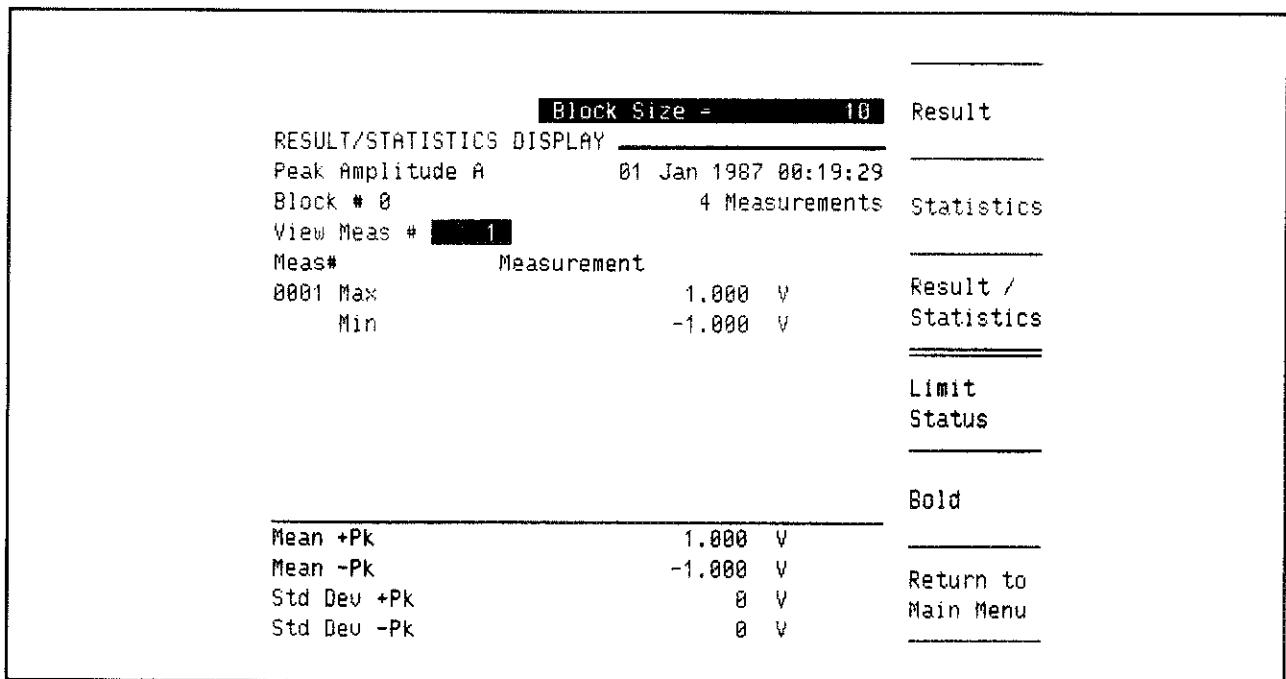 Block Size = 10
RESULT/STATISTICS DISPLAY
Peak Amplitude A 01 Jan 1987 00:19:29
Block # 0 4 Measurements
View Meas # 1
Meas# Measurement
0001 Max 1.000 V
Min -1.000 V
Mean +Pk 1.000 V
Mean -Pk -1.000 V
Std Dev +Pk 0 V
Std Dev -Pk 0 V
Result
Statistics
Result /
Statistics
Limit
Status
Bold
Return to
Main Menu